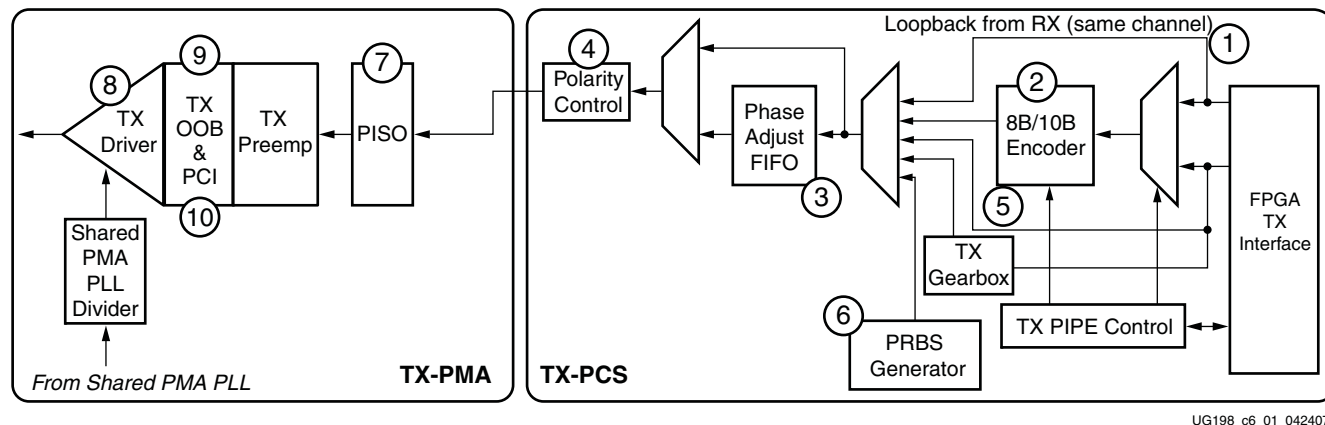 Loopback from RX (same channel)
1
9
7
4
8
2
TX
Driver
TX
OOB
&
PCI
TX
Preemp
PISO
Polarity
Control
Phase
Adjust
FIFO
8B/10B
Encoder
3
5
10
FPGA
TX
Interface
Shared
PMA
PLL
Divider
TX
Gearbox
6
TX PIPE Control
PRBS
Generator
From Shared PMA PLL
TX-PMA
TX-PCS
UG198_c6_01_042407